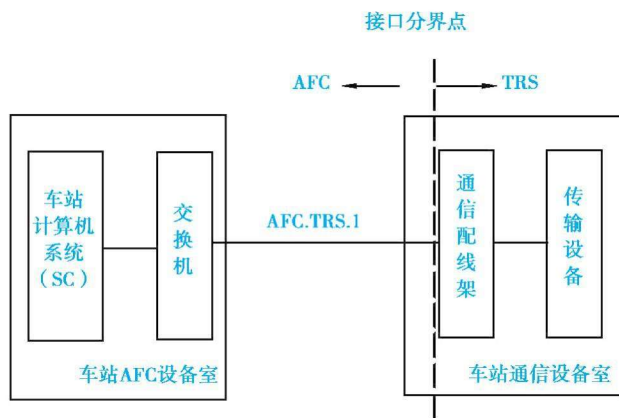 接口分界点
AFC
TRS
车站
计算机
系统
（SC）
交换机
AFC.TRS.1
通信配线架
传输设备
车站AFC设备室
车站通信设备室